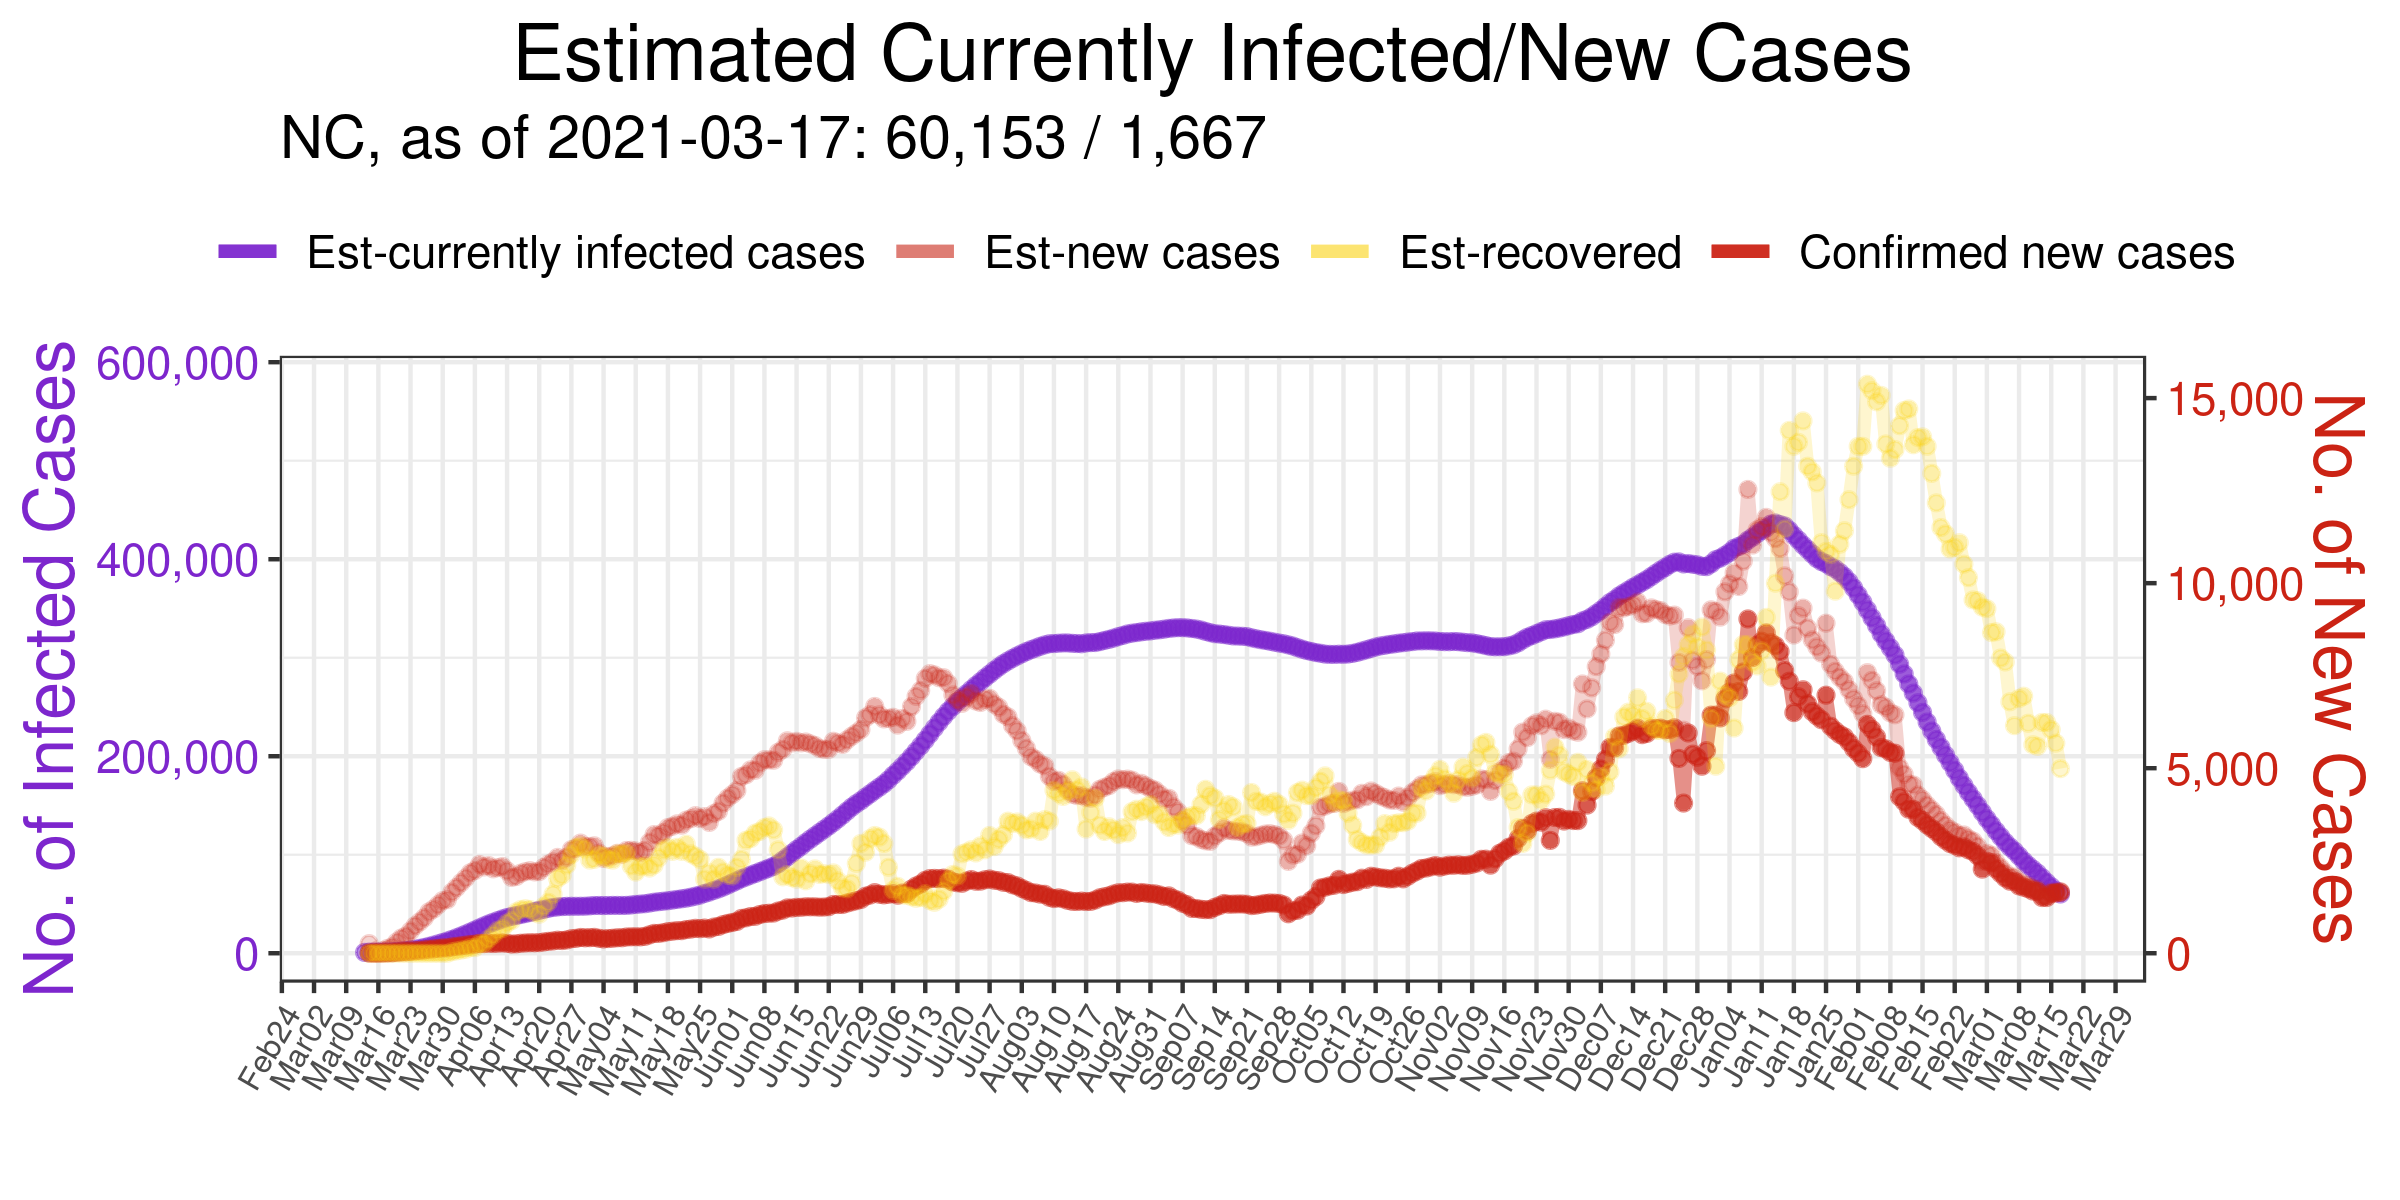 Estimated Currently Infected/New Cases
NC, as of 2021-03-17: 60,153 / 1,667
Est-currently infected cases Est-new cases Est-recovered Confirmed new cases
No. of Infected Cases
600,000
400,000
200,000
0
15,000
10,000
5,000
0
No. of New Cases
Feb24 Mar02 Mar09 Mar16 Mar23 Mar30 Apr06 Apr13 Apr20 Apr27 May04 May11 May18 May25 Jun01 Jun08 Jun15 Jun22 Jun29 Jul06 Jul13 Jul20 Jul27 Aug03 Aug10 Aug17 Aug24 Aug31 Sep07 Sep14 Sep21 Sep28 Oct05 Oct12 Oct19 Oct26 Nov02 Nov09 Nov16 Nov23 Nov30 Dec07 Dec14 Dec21 Dec28 Jan04 Jan11 Jan18 Jan25 Feb01 Feb08 Feb15 Feb22 Mar01 Mar08 Mar15 Mar22 Mar29